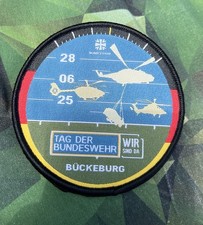 28
06
25
TAG DER
BUNDESWEHR
WIR
SIND DA
BÜCKEBURG